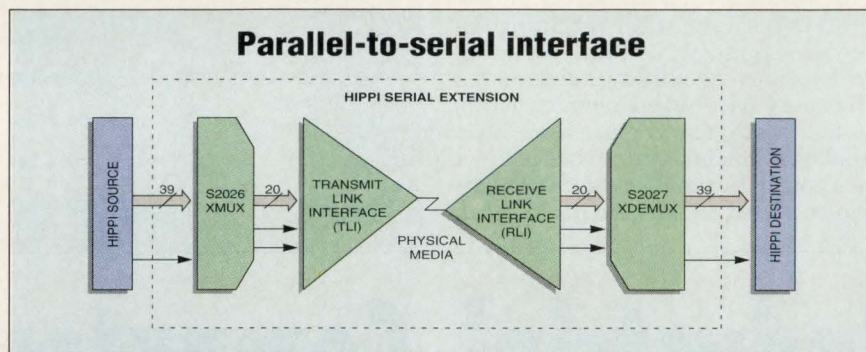 Parallel-to-serial interface
HIPPI SERIAL EXTENSION
HIPPI SOURCE
39
S2026
XMUX
20
TRANSMIT
LINK
INTERFACE
(TLI)
PHYSICAL
MEDIA
RECEIVE
LINK
INTERFACE
(RLI)
20
S2027
XDEMUX
39
HIPPI DESTINATION